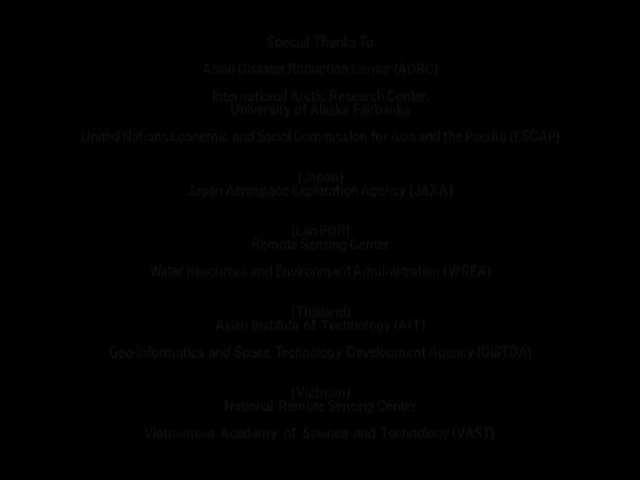 Special Thanks To
Asian Disaster Reduction Center (ADRC)
International Arctic Research Center,
University of Alaska Fairbanks
United Nations Economic and Social Commission for Asia and the Pacific (ESCAP)
(Japan)
Japan Aerospace Exploration Agency (JAXA)
(Lao PDR)
Remote Sensing Center
Water Resources and Environment Administration (WREA)
(Thailand)
Asian Institute of Technology (AIT)
Geo-Informatics and Space Technology Development Agency (GISTDA)
(Vietnam)
National Remote Sensing Center
Vietnamese Academy of Science and Technology (VAST)